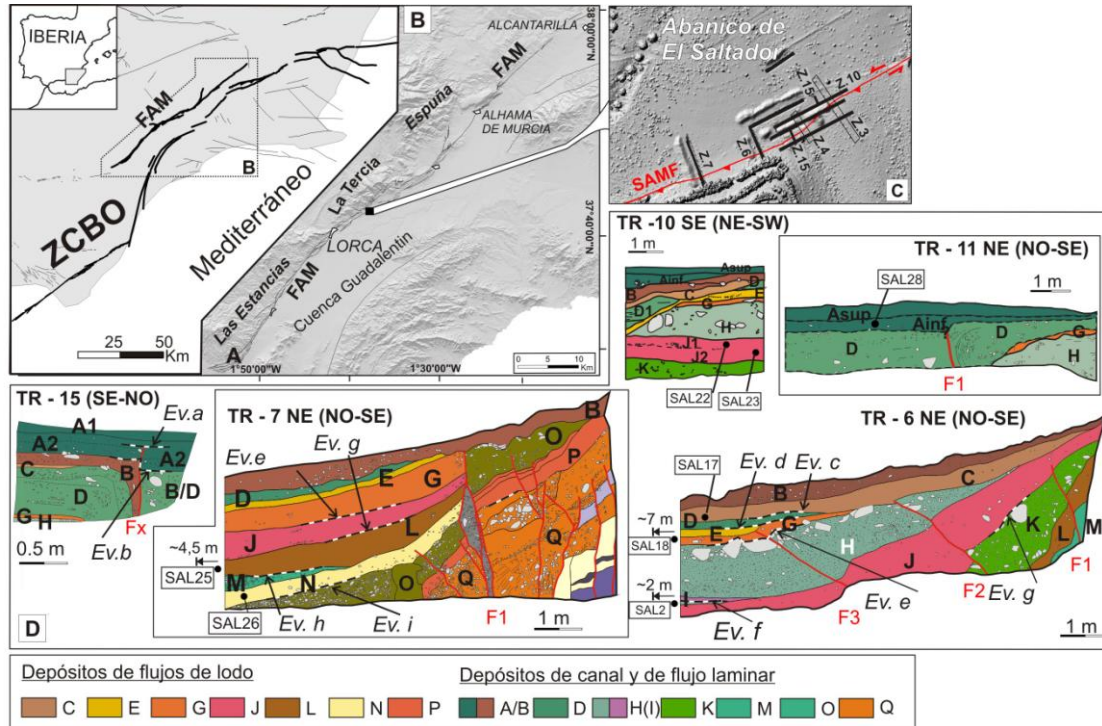 IBERIA
FAM
ZCBO
B
Mediterráneo
0 25 50
Km
B
ALCANTARILLA
38°00'00"N
FAM
Espuña
ALHAMA
DE MURCIA
La Tercia
37°40'00"N
LORCA
Las Estancias
FAM
Cuenca Guadalentin
A
1°50'00"W
1°30'00"W
0 5 10
Km
Abanico de
El Saltador
Z.15
Z.10
Z.3
Z.4
Z.15
Z.6
Z.7
SAMF
C
TR -10 SE (NE-SW)
1 m
Asup
Ainf
B
C
D
E
G
D1
H
J1
J2
K
SAL22
SAL23
TR - 11 NE (NO-SE)
1 m
SAL28
Asup
Ainf
D
D
G
H
F1
TR - 15 (SE-NO)
A1
Ev.a
A2
A2
C
B
D
B/D
G
H
Fx
0.5 m
Ev.b
D
TR - 7 NE (NO-SE)
Ev. g
Ev.e
B
O
E
G
P
D
L
J
Q
~4,5 m
SAL25
M
N
O
Q
SAL26
Ev. h
Ev. i
F1
1 m
TR - 6 NE (NO-SE)
SAL17
Ev. d
Ev. c
B
C
D
~7 m
E
G
SAL18
H
K
L
M
J
F1
~2 m
F2
Ev. g
Ev. e
SAL2
I
F3
Ev. f
1 m
Depósitos de flujos de lodo
Depósitos de canal y de flujo laminar
C E G J L N P A/B D H(I) K M O Q